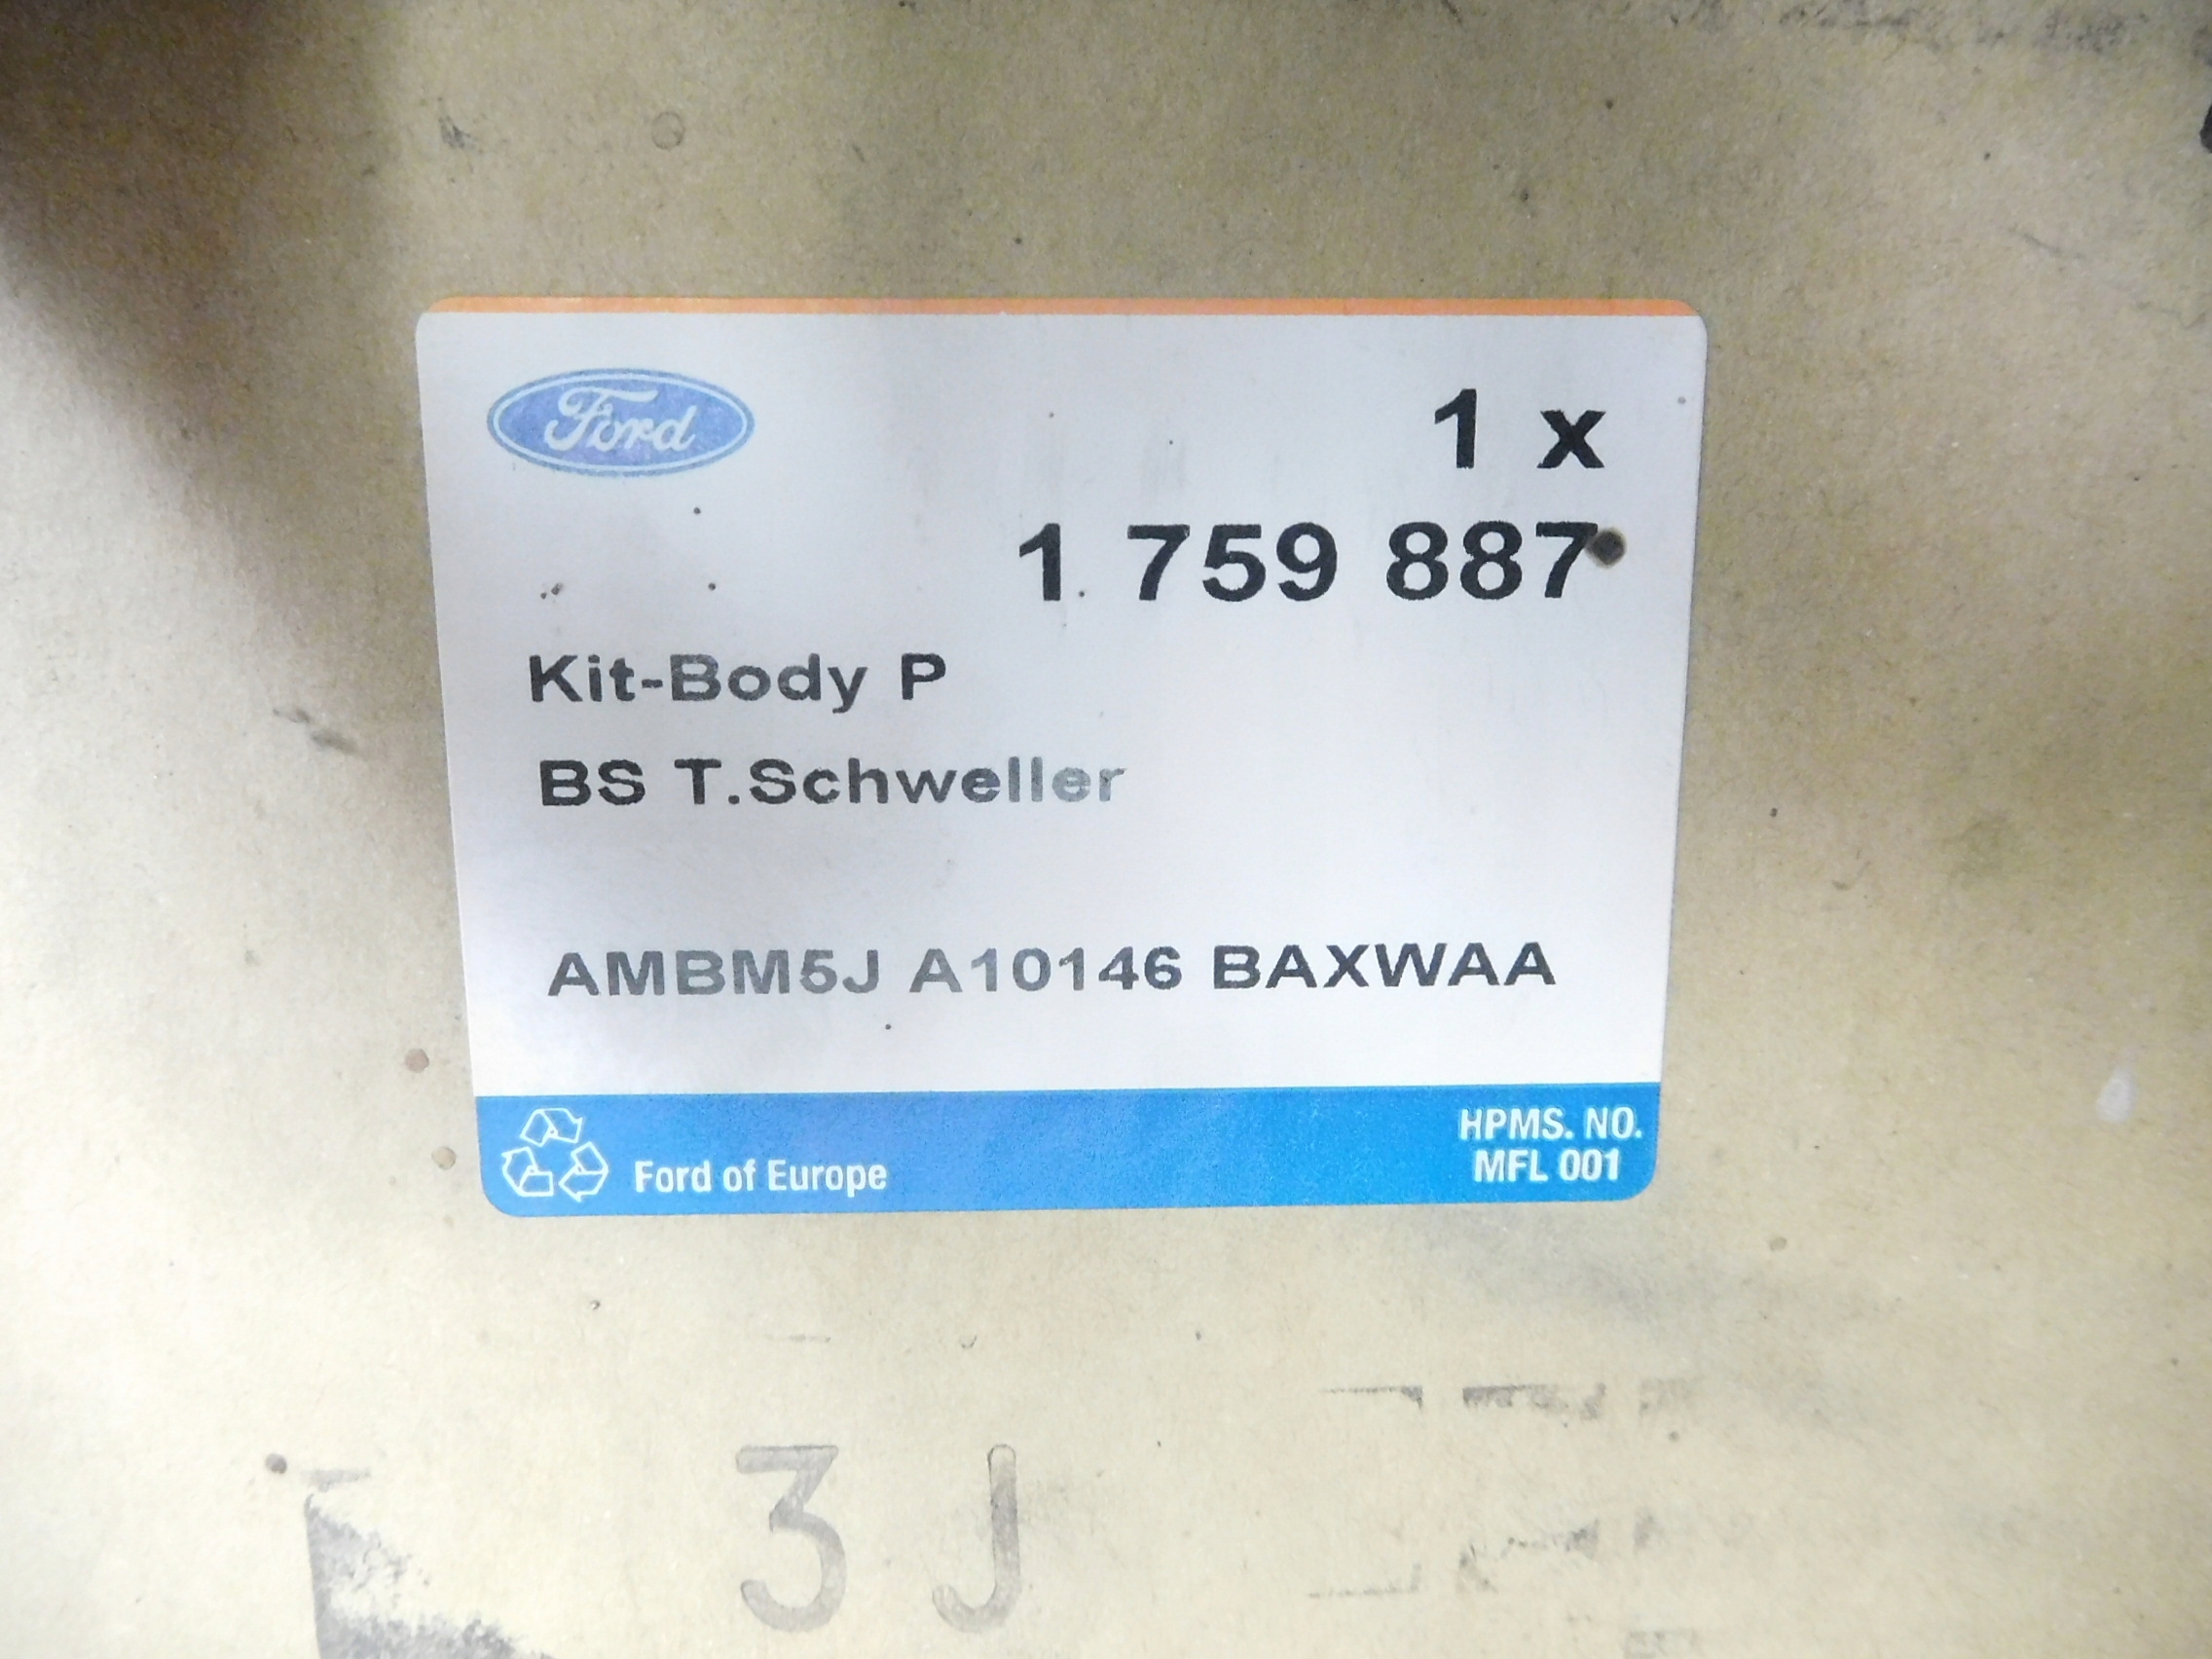 Ford
1 x
1 759 887
Kit-Body P
BS T.Schweller
AMBM5J A10146 BAXWAA
HPMS. NO.
MFL 001
Ford of Europe
3 J